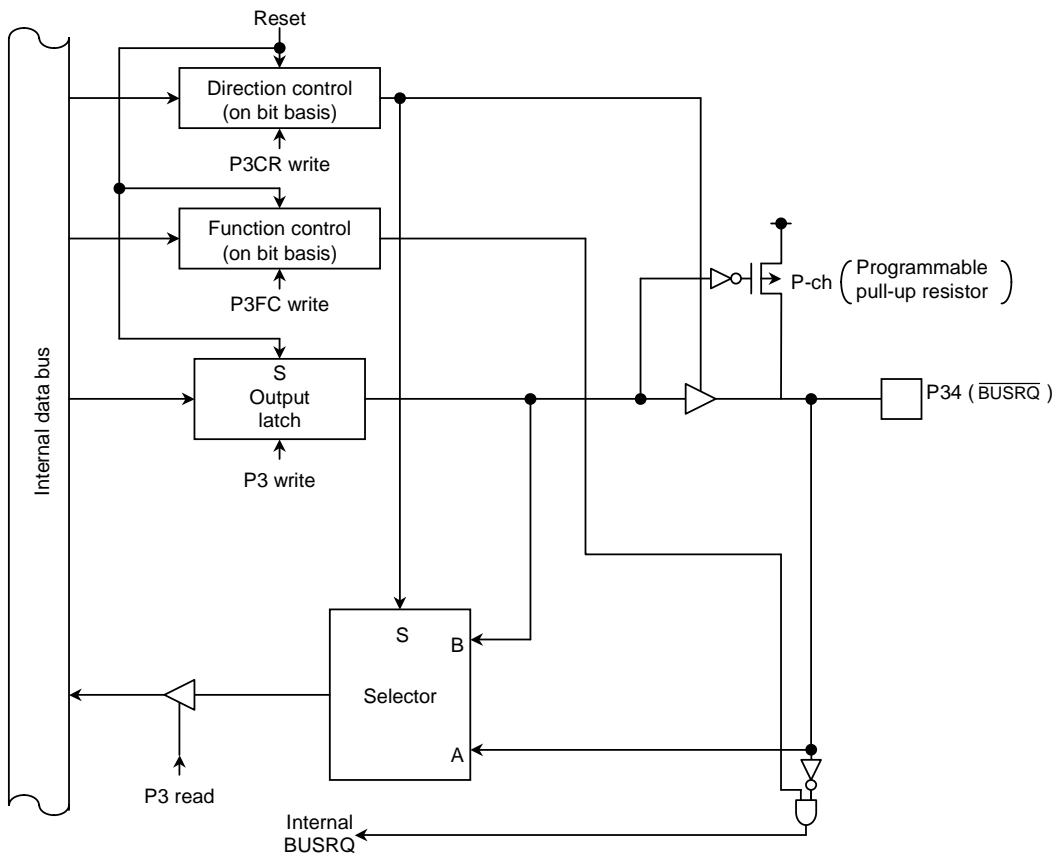 Reset
Direction control
(on bit basis)
P3CR write
Function control
(on bit basis)
P3FC write
P-ch
Programmable
pull-up resistor
Internal data bus
S
Output
latch
P3 write
P34 ( BUSRQ )
S
B
Selector
A
P3 read
Internal
BUSRQ